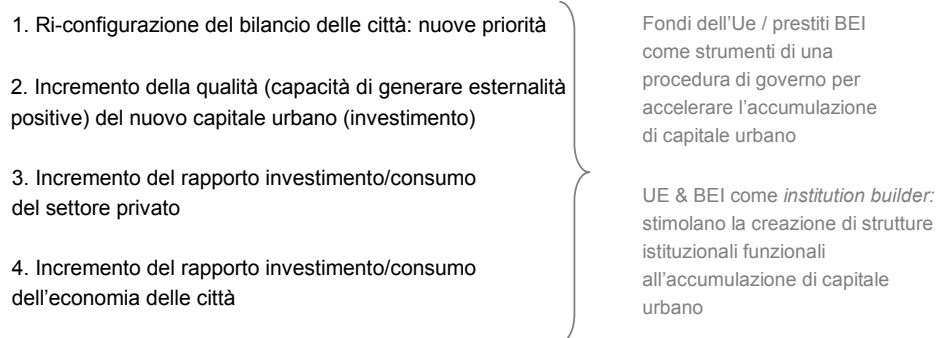 1. Ri-configurazione del bilancio delle città: nuove priorità
2. Incremento della qualità (capacità di generare esternalità
positive) del nuovo capitale urbano (investimento)
3. Incremento del rapporto investimento/consumo
del settore privato
4. Incremento del rapporto investimento/consumo
dell’economia delle città
Fondi dell’Ue / prestiti BEI
come strumenti di una
procedura di governo per
accelerare l’accumulazione
di capitale urbano
UE & BEI come institution builder:
stimolano la creazione di strutture
istituzionali funzionali
all’accumulazione di capitale
urbano